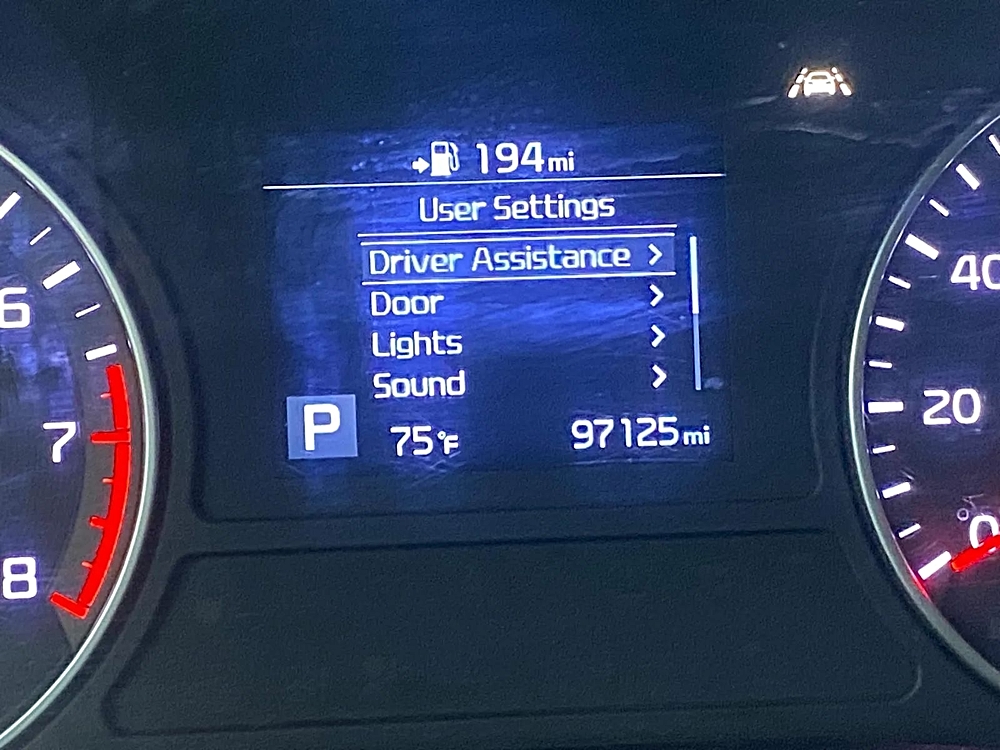 194mi
User Settings
Driver Assistance >
Door >
Lights >
Sound >
P
75°F
97125mi
6
7
8
40
20
0